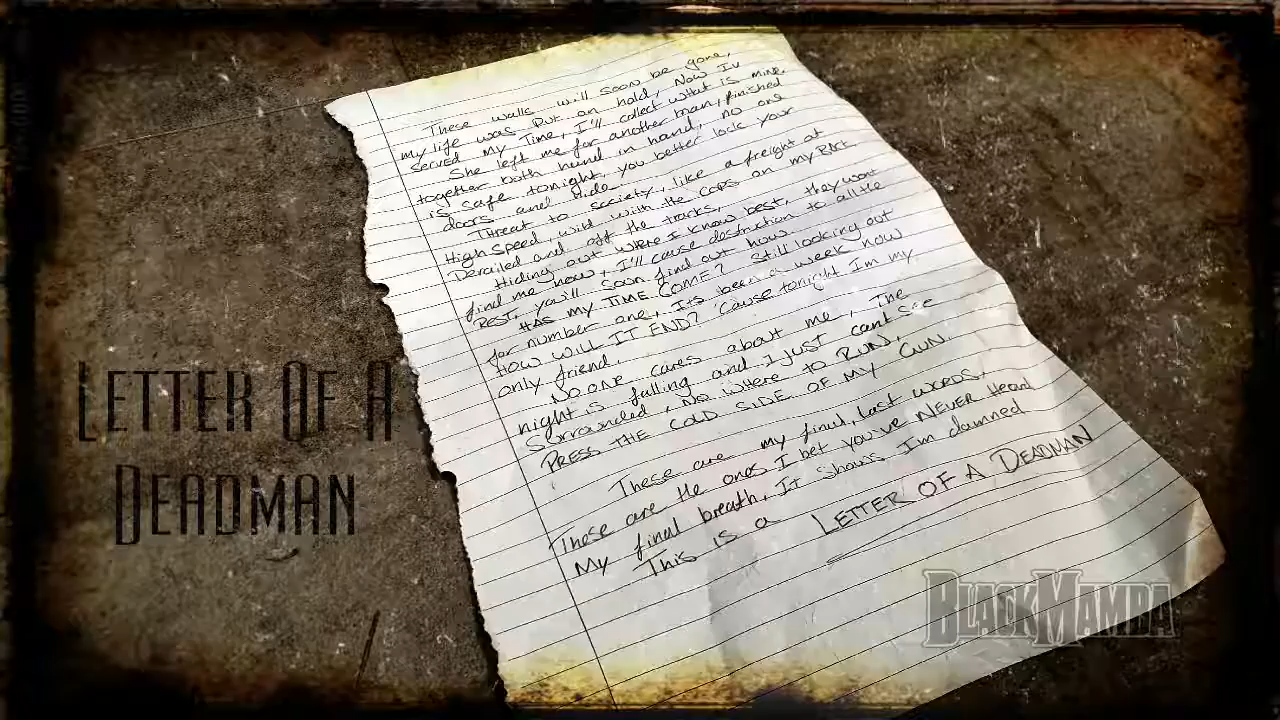 These walls will soon be gone,
my life was put on hold, Now Iv
served My Time, I'll collect what is mine.
She left me for another man, finished
together both hand in hand, no one
is safe tonight, you better lock your
doors and hide
Threat to society, like a freight at
High speed wild with the cops on my BACK
Derailed and off the tracks,
Hiding out where I know best, they wont
find me now, I'll cause destruction to all the
REST, you'll soon find out how
HAS MY TIME COME? Still looking out
for number one, Its been a week now
HOW WILL IT END? 'Cause tonight Im my
only friend.
NO ONE cares about me, The
night is falling and I just cant See
Surrounded, No where to RUN,
PRESS THE COLD SIDE OF MY GUN
These are my final, last words,
These are the ones I bet you've NEVER Heard
My final breath, It shows Im damned
This is a LETTER OF A DEADMAN
LETTER OF A
DEADMAN
BLACKMAMBA